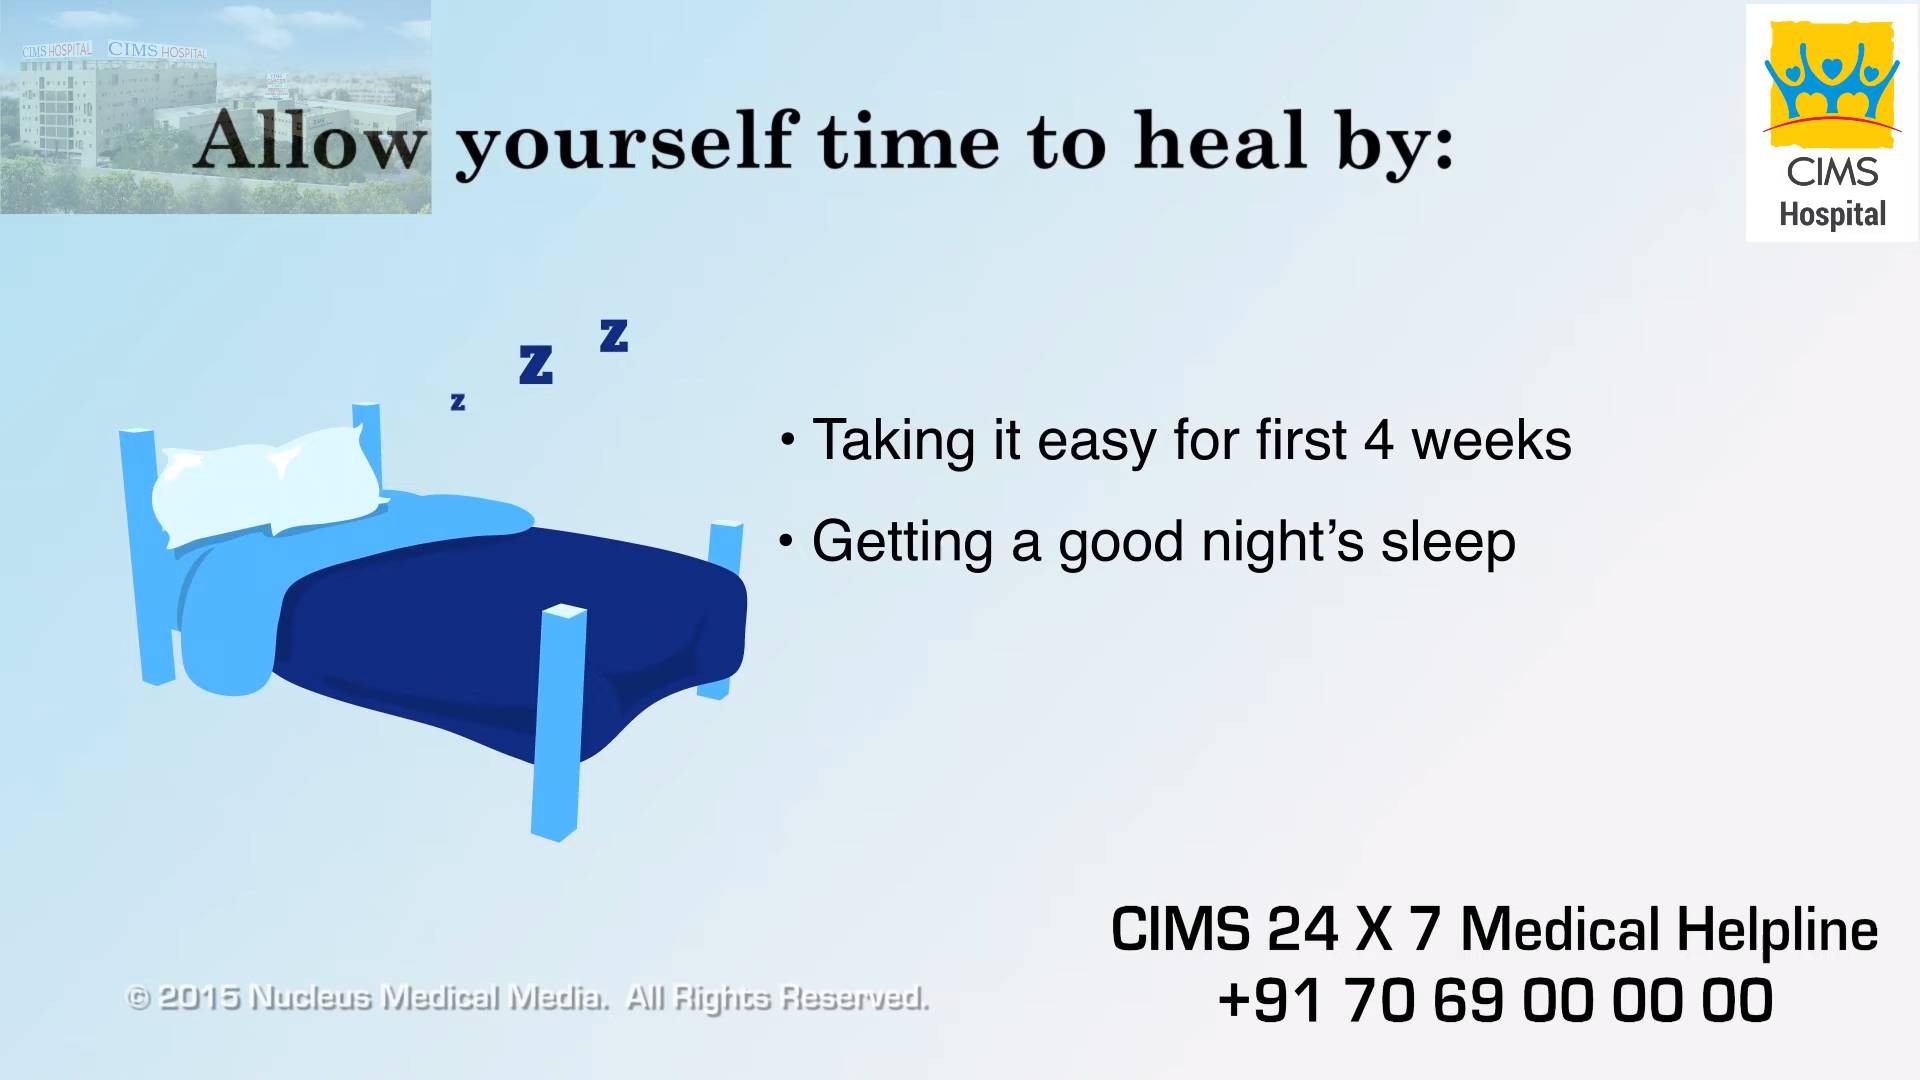 CIMS HOSPITAL CIMS HOSPITAL
Allow yourself time to heal by:
CIMS
Hospital
z
z
z
• Taking it easy for first 4 weeks
• Getting a good night’s sleep
CIMS 24 X 7 Medical Helpline
+91 70 69 00 00 00
© 2015 Nucleus Medical Media. All Rights Reserved.